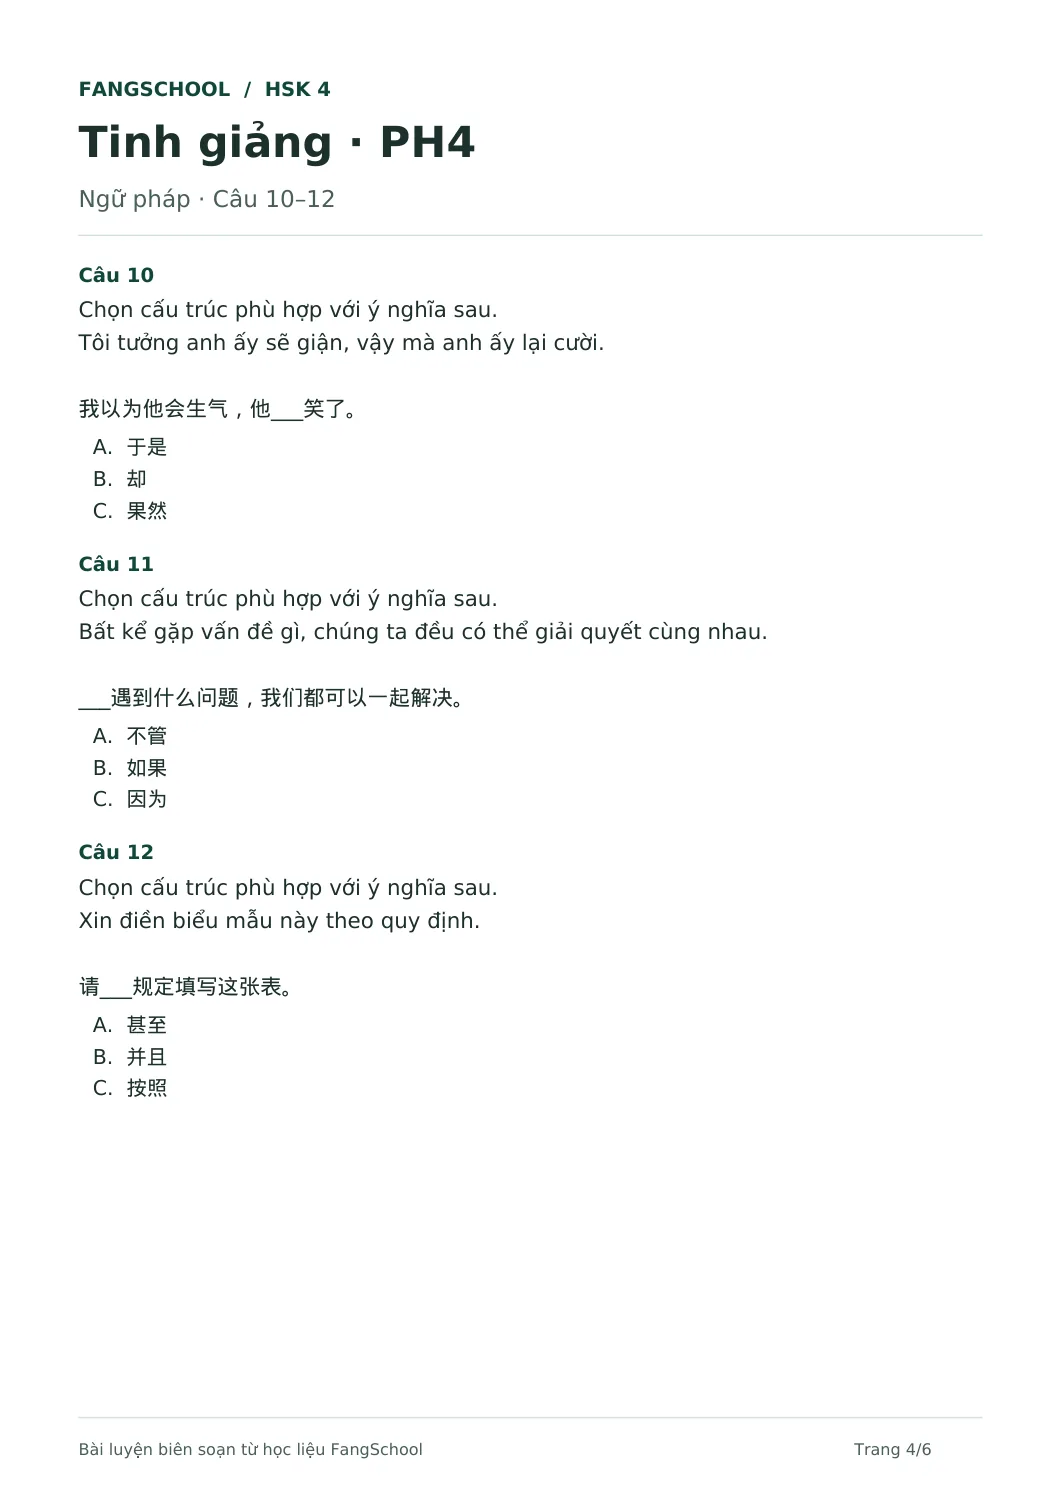 FANGSCHOOL / HSK 4
Tinh giảng · PH4
Ngữ pháp · Câu 10–12
Câu 10
Chọn cấu trúc phù hợp với ý nghĩa sau.
Tôi tưởng anh ấy sẽ giận, vậy mà anh ấy lại cười.
我以为他会生气，他___笑了。
A. 于是
B. 却
C. 果然
Câu 11
Chọn cấu trúc phù hợp với ý nghĩa sau.
Bất kể gặp vấn đề gì, chúng ta đều có thể giải quyết cùng nhau.
___遇到什么问题，我们都可以一起解决。
A. 不管
B. 如果
C. 因为
Câu 12
Chọn cấu trúc phù hợp với ý nghĩa sau.
Xin điền biểu mẫu này theo quy định.
请___规定填写这张表。
A. 甚至
B. 并且
C. 按照
Bài luyện biên soạn từ học liệu FangSchool
Trang 4/6